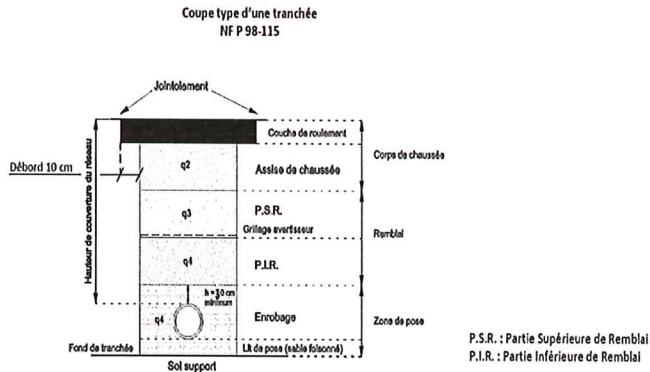 Coupe type d'une tranchée
NF P 98-115
Jointoiement
Couche de roulement
Corps de chaussée
Débord 10 cm
Hauteur de couverture du réseau
q2
Assise de chaussée
q3
P.S.R.
Grillage avertisseur
Remblai
q4
P.I.R.
h = 10 cm
minimum
q4
Enrobage
Zone de pose
Fond de tranchée
Lit de pose (sable foisonné)
Sol support
P.S.R. : Partie Supérieure de Remblai
P.I.R. : Partie Inférieure de Remblai